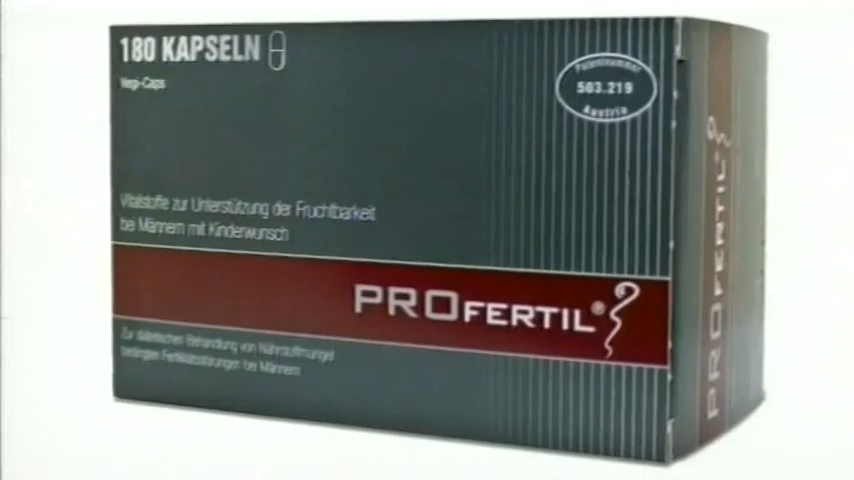 180 KAPSELN
Vegi-Caps
Patentnummer
503.219
Austria
Vitalstoffe zur Unterstützung der Fruchtbarkeit
bei Männern mit Kinderwunsch
PROFERTIL®
Zur diätetischen Behandlung von Nährstoffmangel
bedingten Fertilitätsstörungen bei Männern
PROFERTIL®